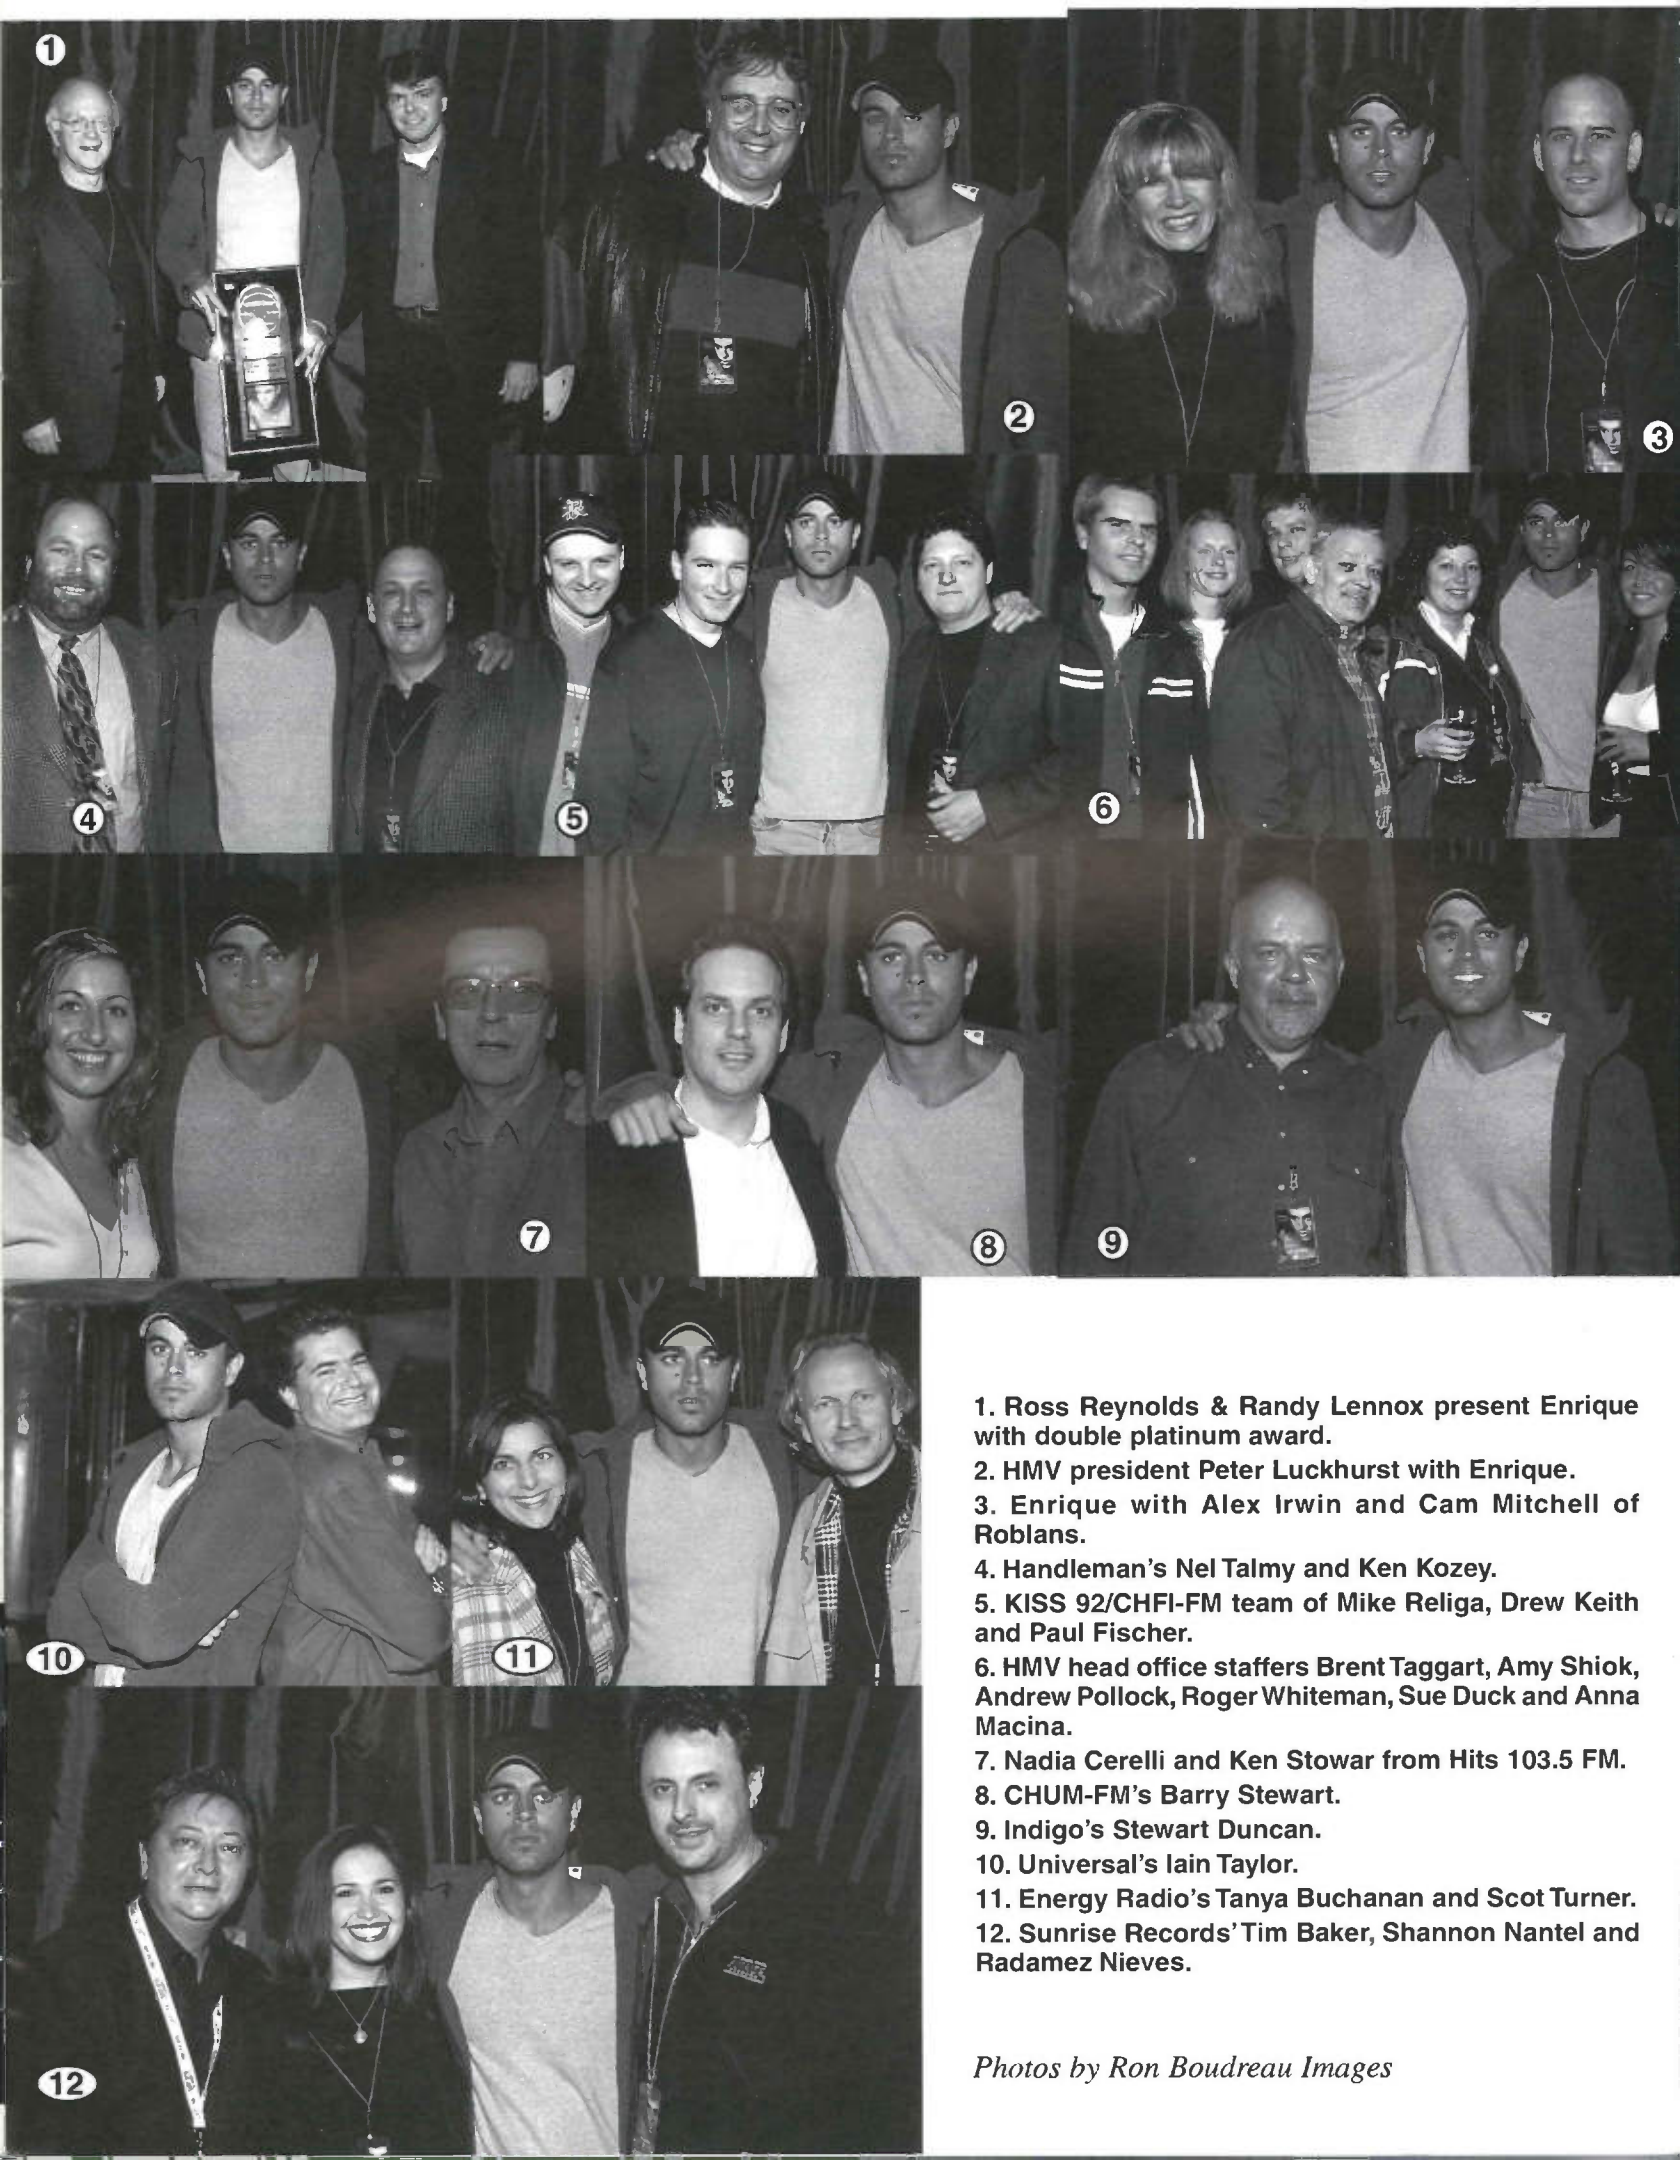 1
2
3
4
5
6
7
8
9
10
11
12
1. Ross Reynolds & Randy Lennox present Enrique
with double platinum award.
2. HMV president Peter Luckhurst with Enrique.
3. Enrique with Alex Irwin and Cam Mitchell of
Roblans.
4. Handleman's Nel Talmy and Ken Kozey.
5. KISS 92/CHFI-FM team of Mike Religa, Drew Keith
and Paul Fischer.
6. HMV head office staffers Brent Taggart, Amy Shiok,
Andrew Pollock, Roger Whiteman, Sue Duck and Anna
Macina.
7. Nadia Cerelli and Ken Stowar from Hits 103.5 FM.
8. CHUM-FM's Barry Stewart.
9. Indigo's Stewart Duncan.
10. Universal's Iain Taylor.
11. Energy Radio's Tanya Buchanan and Scot Turner.
12. Sunrise Records' Tim Baker, Shannon Nantel and
Radamez Nieves.
Photos by Ron Boudreau Images